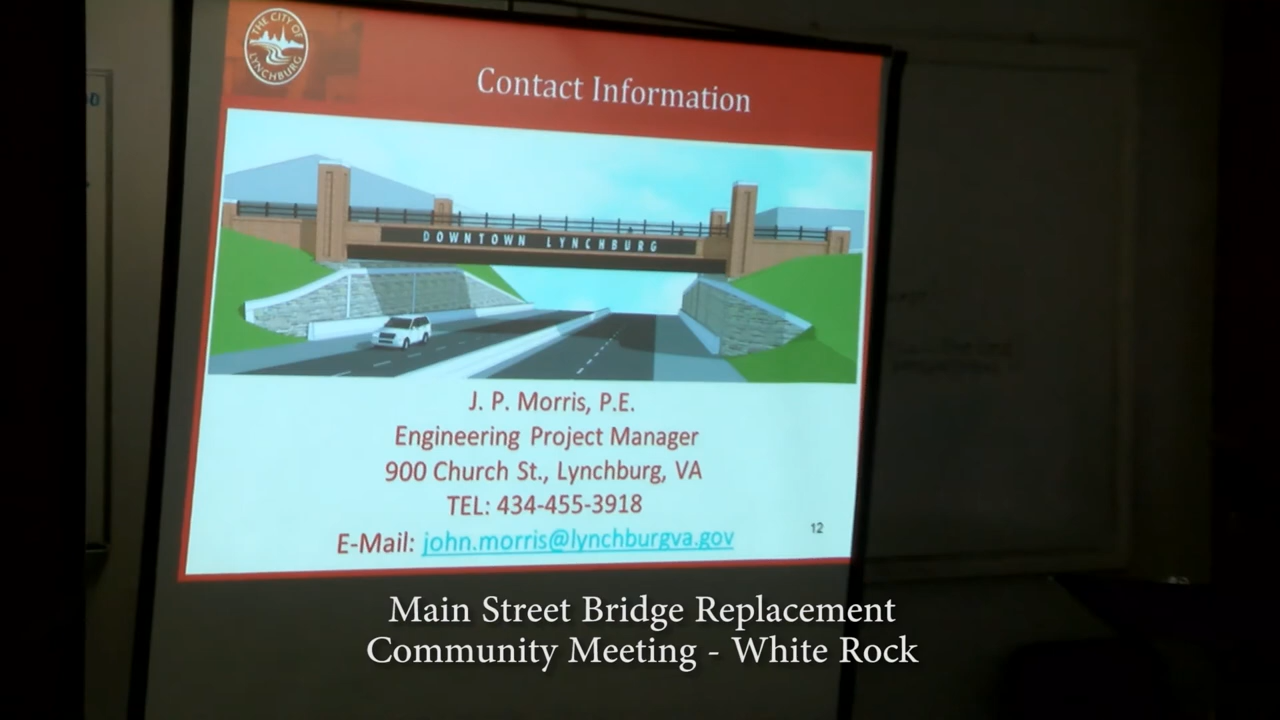 THE CITY OF
LYNCHBURG
Contact Information
DOWNTOWN LYNCHBURG
J. P. Morris, P.E.
Engineering Project Manager
900 Church St., Lynchburg, VA
TEL: 434-455-3918
E-Mail: john.morris@lynchburgva.gov
12
Main Street Bridge Replacement
Community Meeting - White Rock